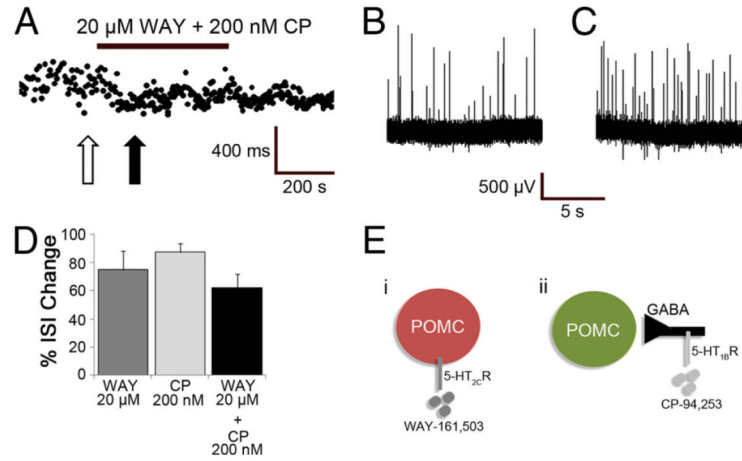 A
20 µM WAY + 200 nM CP
400 ms
200 s
B
C
500 µV
5 s
D
% ISI Change
100
80
60
40
20
0
WAY
20 µM
CP
200 nM
WAY
20 µM
+
CP
200 nM
E
i
POMC
5-HT2CR
WAY-161,503
ii
POMC
GABA
5-HT1BR
CP-94,253